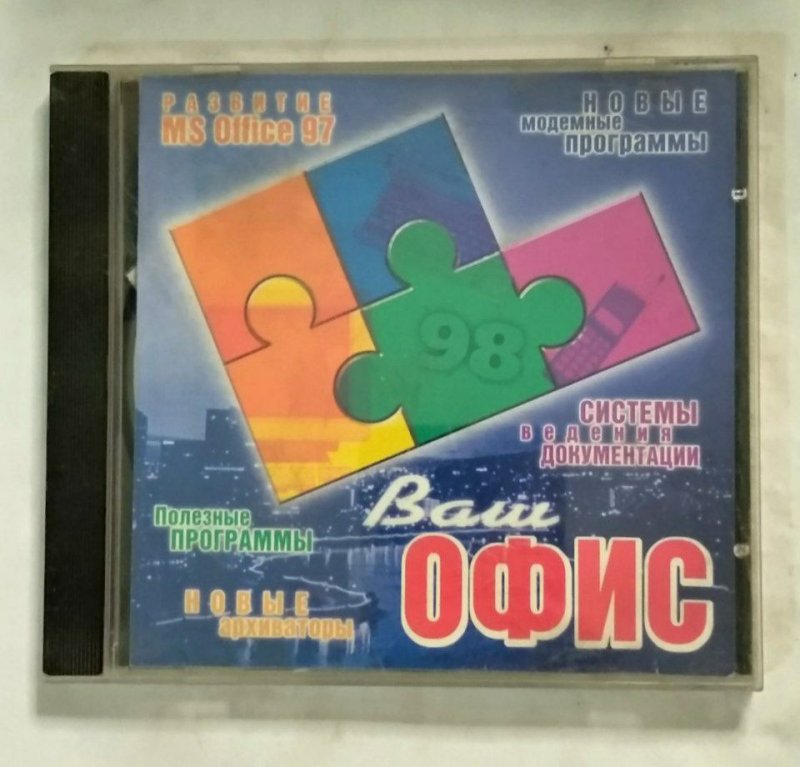 РАЗВИТИЕ
MS Office 97
НОВЫЕ
модемные
программы
98
СИСТЕМЫ
ведения
ДОКУМЕНТАЦИИ
Ваш
ОФИС
Полезные
ПРОГРАММЫ
НОВЫЕ
архиваторы